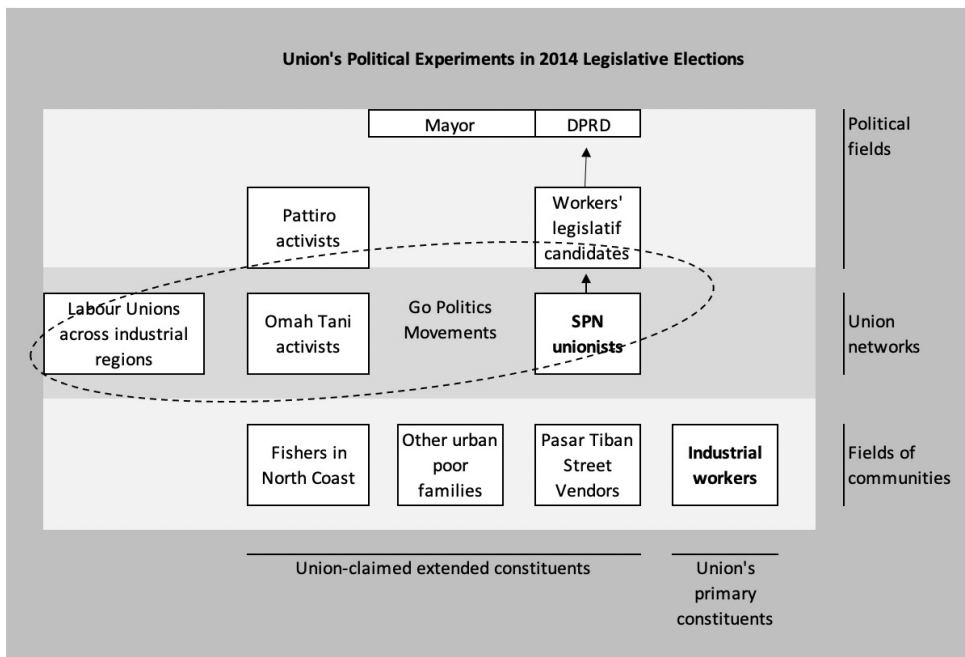 Union's Political Experiments in 2014 Legislative Elections
Mayor
DPRD
Political
fields
Pattiro
activists
Workers'
legislatif
candidates
Labour Unions
across industrial
regions
Omah Tani
activists
Go Politics
Movements
SPN
unionists
Union
networks
Fishers in
North Coast
Other urban
poor
families
Pasar Tiban
Street
Vendors
Industrial
workers
Fields of
communities
Union-claimed extended constituents
Union's
primary
constituents